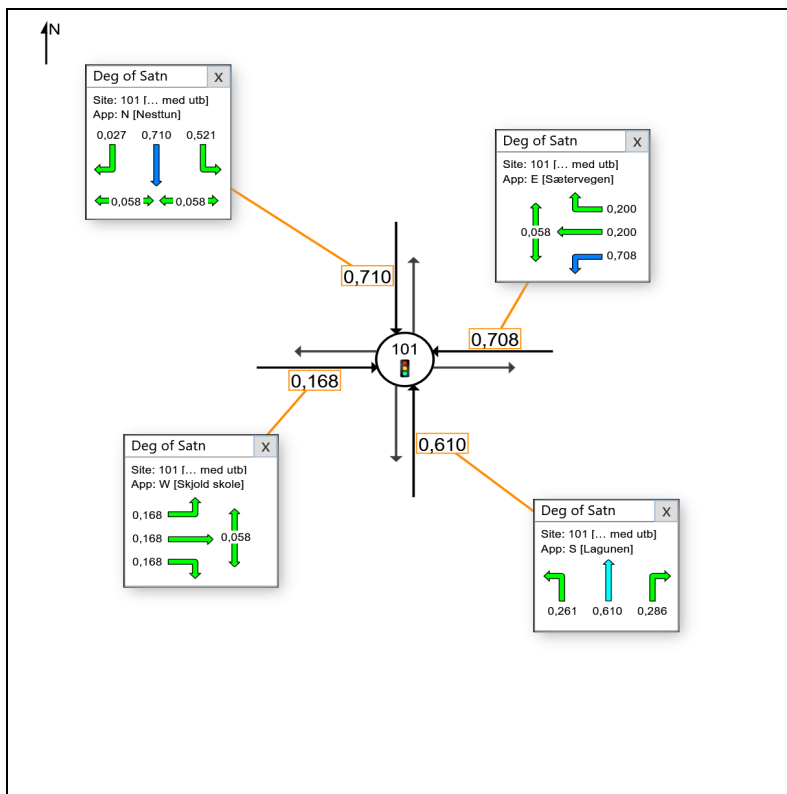 N
Deg of Satn x
Site: 101 [... med utb]
App: N [Nesttun]
0,027 0,710 0,521
0,058 0,058
Deg of Satn x
Site: 101 [... med utb]
App: E [Sætervegen]
0,200
0,058 0,200
0,708
0,710
101
0,708
0,168
0,610
Deg of Satn x
Site: 101 [... med utb]
App: W [Skjold skole]
0,168
0,168 0,058
0,168
Deg of Satn x
Site: 101 [... med utb]
App: S [Lagunen]
0,261 0,610 0,286